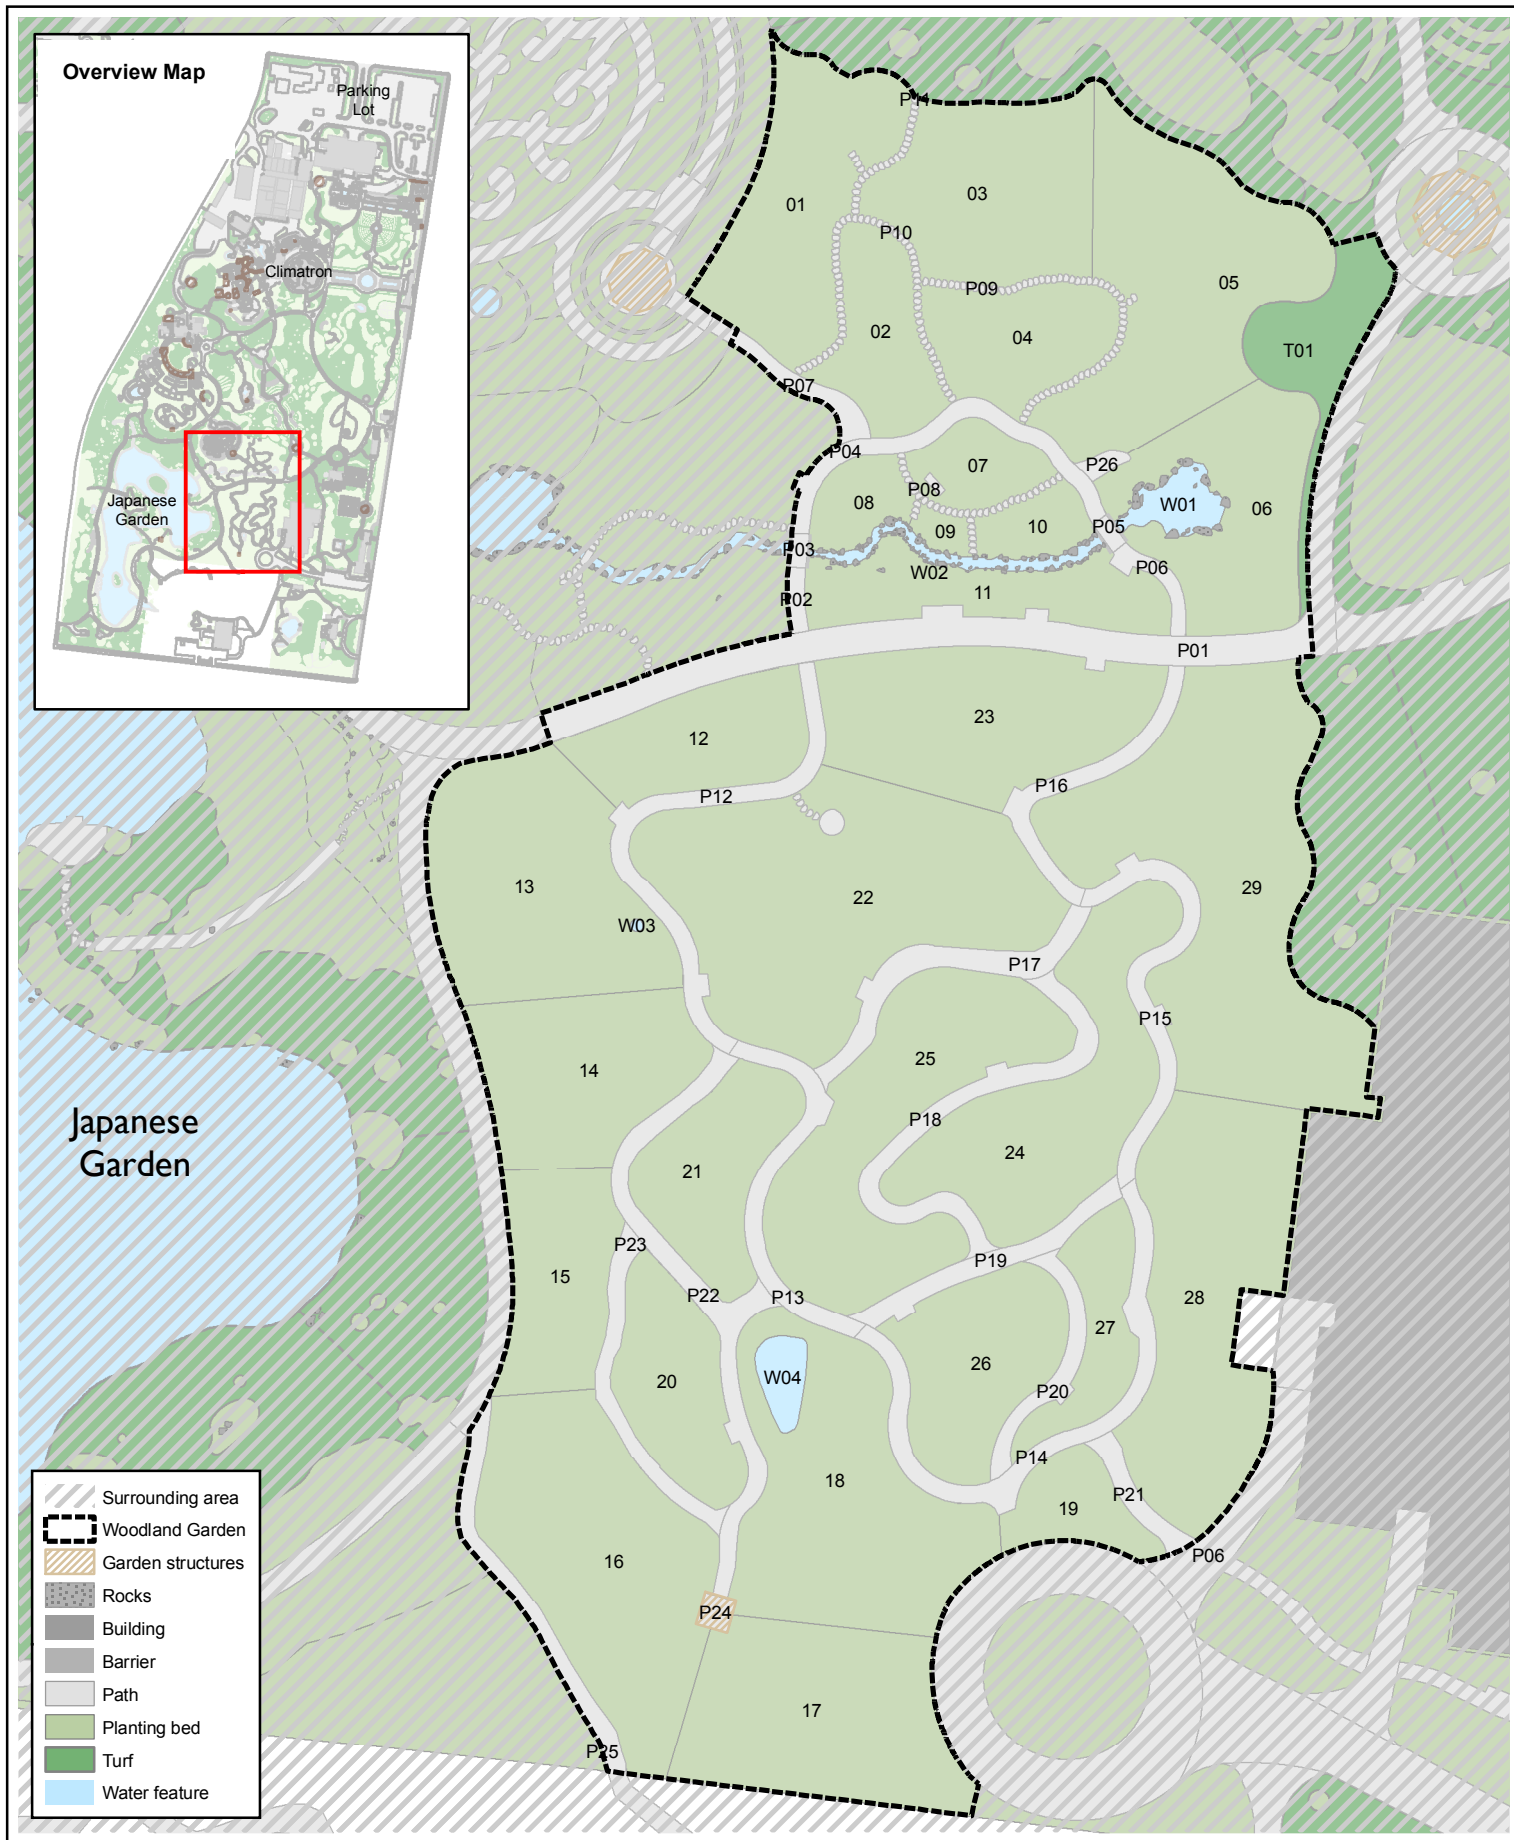 Overview Map
Parking
Lot
Climatron
Japanese
Garden
P11
01
03
P10
05
P09
02
04
T01
P07
P04
07
P26
P08
08
W01
06
09
10
P05
P03
W02
P06
11
P02
P01
23
12
P16
P12
13
29
22
W03
P17
P15
25
14
Japanese
Garden
P18
24
21
P23
P19
15
P22
P13
28
27
26
W04
20
P20
P14
18
P21
19
P06
16
P24
17
P25
Surrounding area
Woodland Garden
Garden structures
Rocks
Building
Barrier
Path
Planting bed
Turf
Water feature